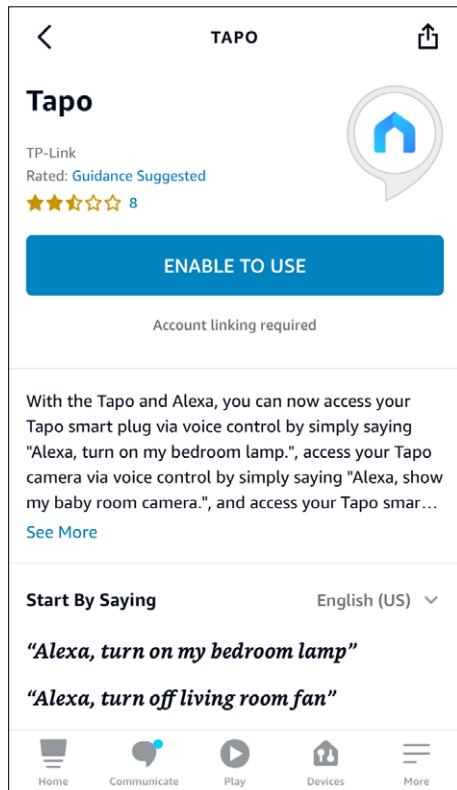 TAPO
Tapo
TP-Link
Rated: Guidance Suggested
8
ENABLE TO USE
Account linking required
With the Tapo and Alexa, you can now access your
Tapo smart plug via voice control by simply saying
"Alexa, turn on my bedroom lamp.", access your Tapo
camera via voice control by simply saying "Alexa, show
my baby room camera.", and access your Tapo smar...
See More
Start By Saying English (US)
“Alexa, turn on my bedroom lamp”
“Alexa, turn off living room fan”
Home Communicate Play Devices More